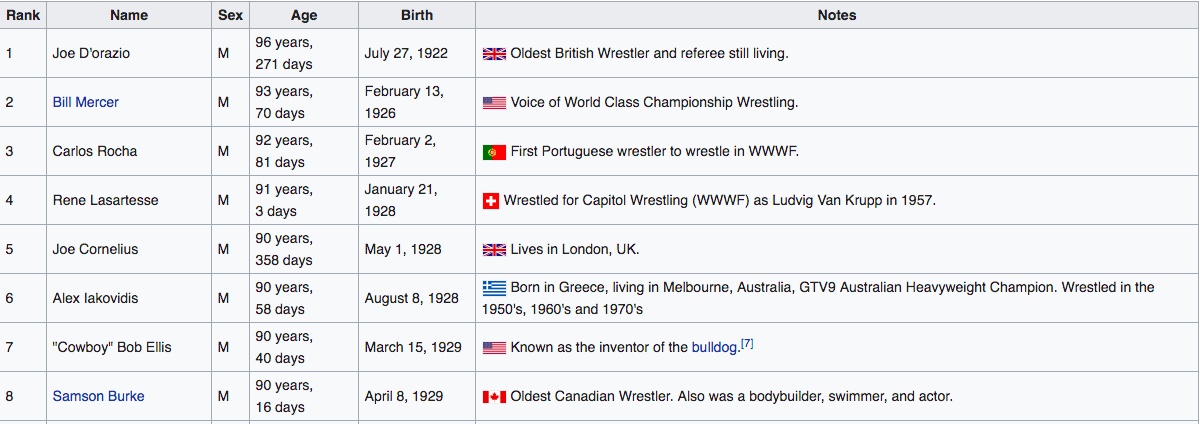 Rank Name Sex Age Birth Notes
1 Joe D'orazio M 96 years, 271 days July 27, 1922 Oldest British Wrestler and referee still living.
2 Bill Mercer M 93 years, 70 days February 13, 1926 Voice of World Class Championship Wrestling.
3 Carlos Rocha M 92 years, 81 days February 2, 1927 First Portuguese wrestler to wrestle in WWWF.
4 Rene Lasartesse M 91 years, 3 days January 21, 1928 Wrestled for Capitol Wrestling (WWWF) as Ludvig Van Krupp in 1957.
5 Joe Cornelius M 90 years, 358 days May 1, 1928 Lives in London, UK.
6 Alex Iakovidis M 90 years, 58 days August 8, 1928 Born in Greece, living in Melbourne, Australia, GTV9 Australian Heavyweight Champion. Wrestled in the 1950's, 1960's and 1970's
7 "Cowboy" Bob Ellis M 90 years, 40 days March 15, 1929 Known as the inventor of the bulldog.[7]
8 Samson Burke M 90 years, 16 days April 8, 1929 Oldest Canadian Wrestler. Also was a bodybuilder, swimmer, and actor.